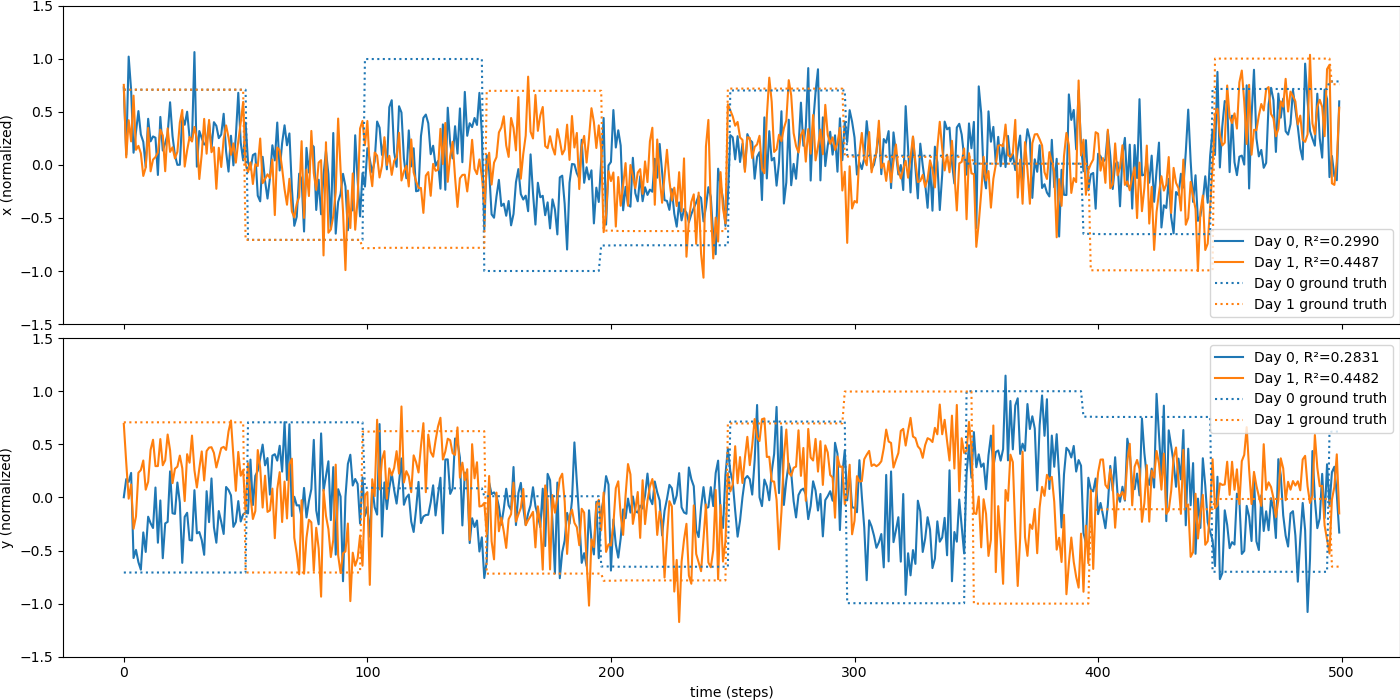 1.5
1.0
0.5
0.0
−0.5
−1.0
−1.5
x (normalized)
Day 0, R²=0.2990
Day 1, R²=0.4487
Day 0 ground truth
Day 1 ground truth
1.5
1.0
0.5
0.0
−0.5
−1.0
−1.5
y (normalized)
Day 0, R²=0.2831
Day 1, R²=0.4482
Day 0 ground truth
Day 1 ground truth
0 100 200 300 400 500
time (steps)